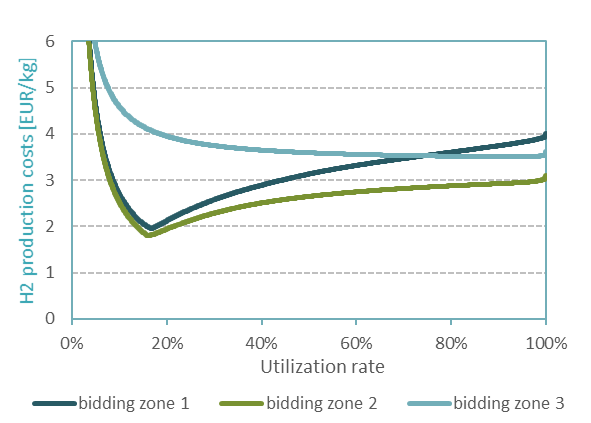 H2 production costs [EUR/kg]
6
5
4
3
2
1
0
0% 20% 40% 60% 80% 100%
Utilization rate
bidding zone 1 bidding zone 2 bidding zone 3